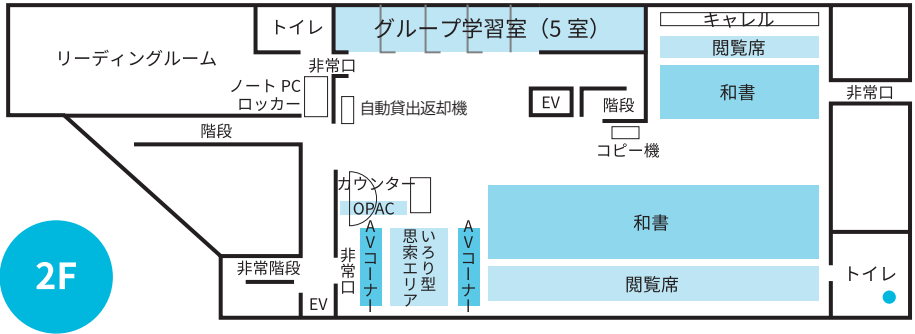 トイレ
グループ学習室（5 室）
キャレル
閲覧席
リーディングルーム
非常口
ノート PC
ロッカー
自動貸出返却機
EV
階段
和書
非常口
階段
コピー機
カウンター
OPAC
AVコーナー
いろり型
思索エリア
AVコーナー
和書
閲覧席
非常口
非常階段
EV
トイレ
2F